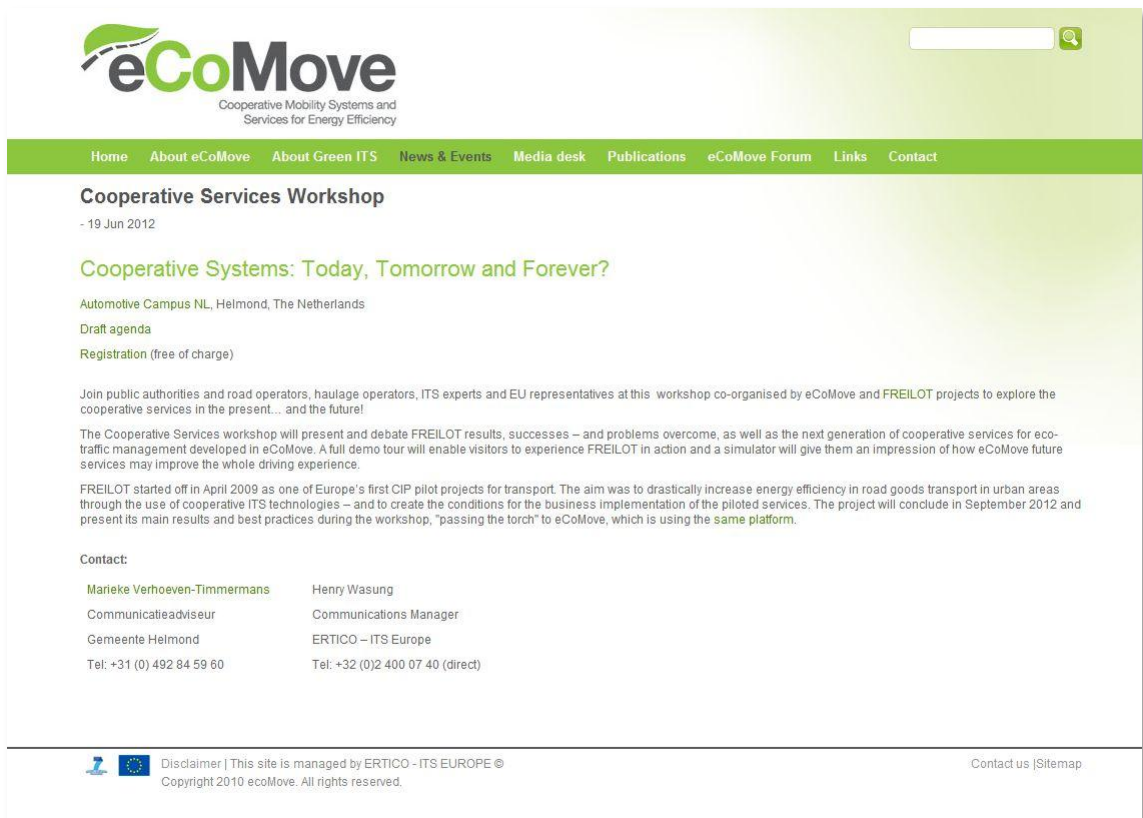 eCoMove
Cooperative Mobility Systems and
Services for Energy Efficiency
Home About eCoMove About Green ITS News & Events Media desk Publications eCoMove Forum Links Contact
Cooperative Services Workshop
- 19 Jun 2012
Cooperative Systems: Today, Tomorrow and Forever?
Automotive Campus NL, Helmond, The Netherlands
Draft agenda
Registration (free of charge)
Join public authorities and road operators, haulage operators, ITS experts and EU representatives at this workshop co-organised by eCoMove and FREILOT projects to explore the
cooperative services in the present... and the future!
The Cooperative Services workshop will present and debate FREILOT results, successes – and problems overcome, as well as the next generation of cooperative services for eco-
traffic management developed in eCoMove. A full demo tour will enable visitors to experience FREILOT in action and a simulator will give them an impression of how eCoMove future
services may improve the whole driving experience.
FREILOT started off in April 2009 as one of Europe's first CIP pilot projects for transport. The aim was to drastically increase energy efficiency in road goods transport in urban areas
through the use of cooperative ITS technologies – and to create the conditions for the business implementation of the piloted services. The project will conclude in September 2012 and
present its main results and best practices during the workshop, "passing the torch" to eCoMove, which is using the same platform.
Contact:
Marieke Verhoeven-Timmermans Henry Wasung
Communicatieadviseur Communications Manager
Gemeente Helmond ERTICO – ITS Europe
Tel: +31 (0) 492 84 59 60 Tel: +32 (0)2 400 07 40 (direct)
Disclaimer | This site is managed by ERTICO - ITS EUROPE © Contact us |Sitemap
Copyright 2010 ecoMove. All rights reserved.